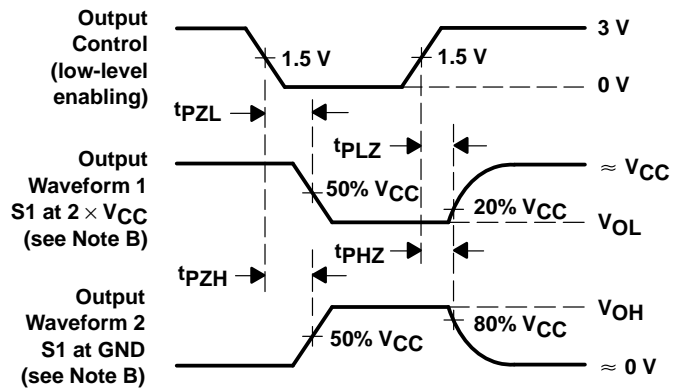 Output
Control
(low-level
enabling)
1.5 V
1.5 V
3 V
0 V
tPZL
tPLZ
Output
Waveform 1
S1 at 2 × VCC
(see Note B)
50% VCC
20% VCC
≈ VCC
VOL
tPZH
tPHZ
Output
Waveform 2
S1 at GND
(see Note B)
50% VCC
80% VCC
VOH
≈ 0 V